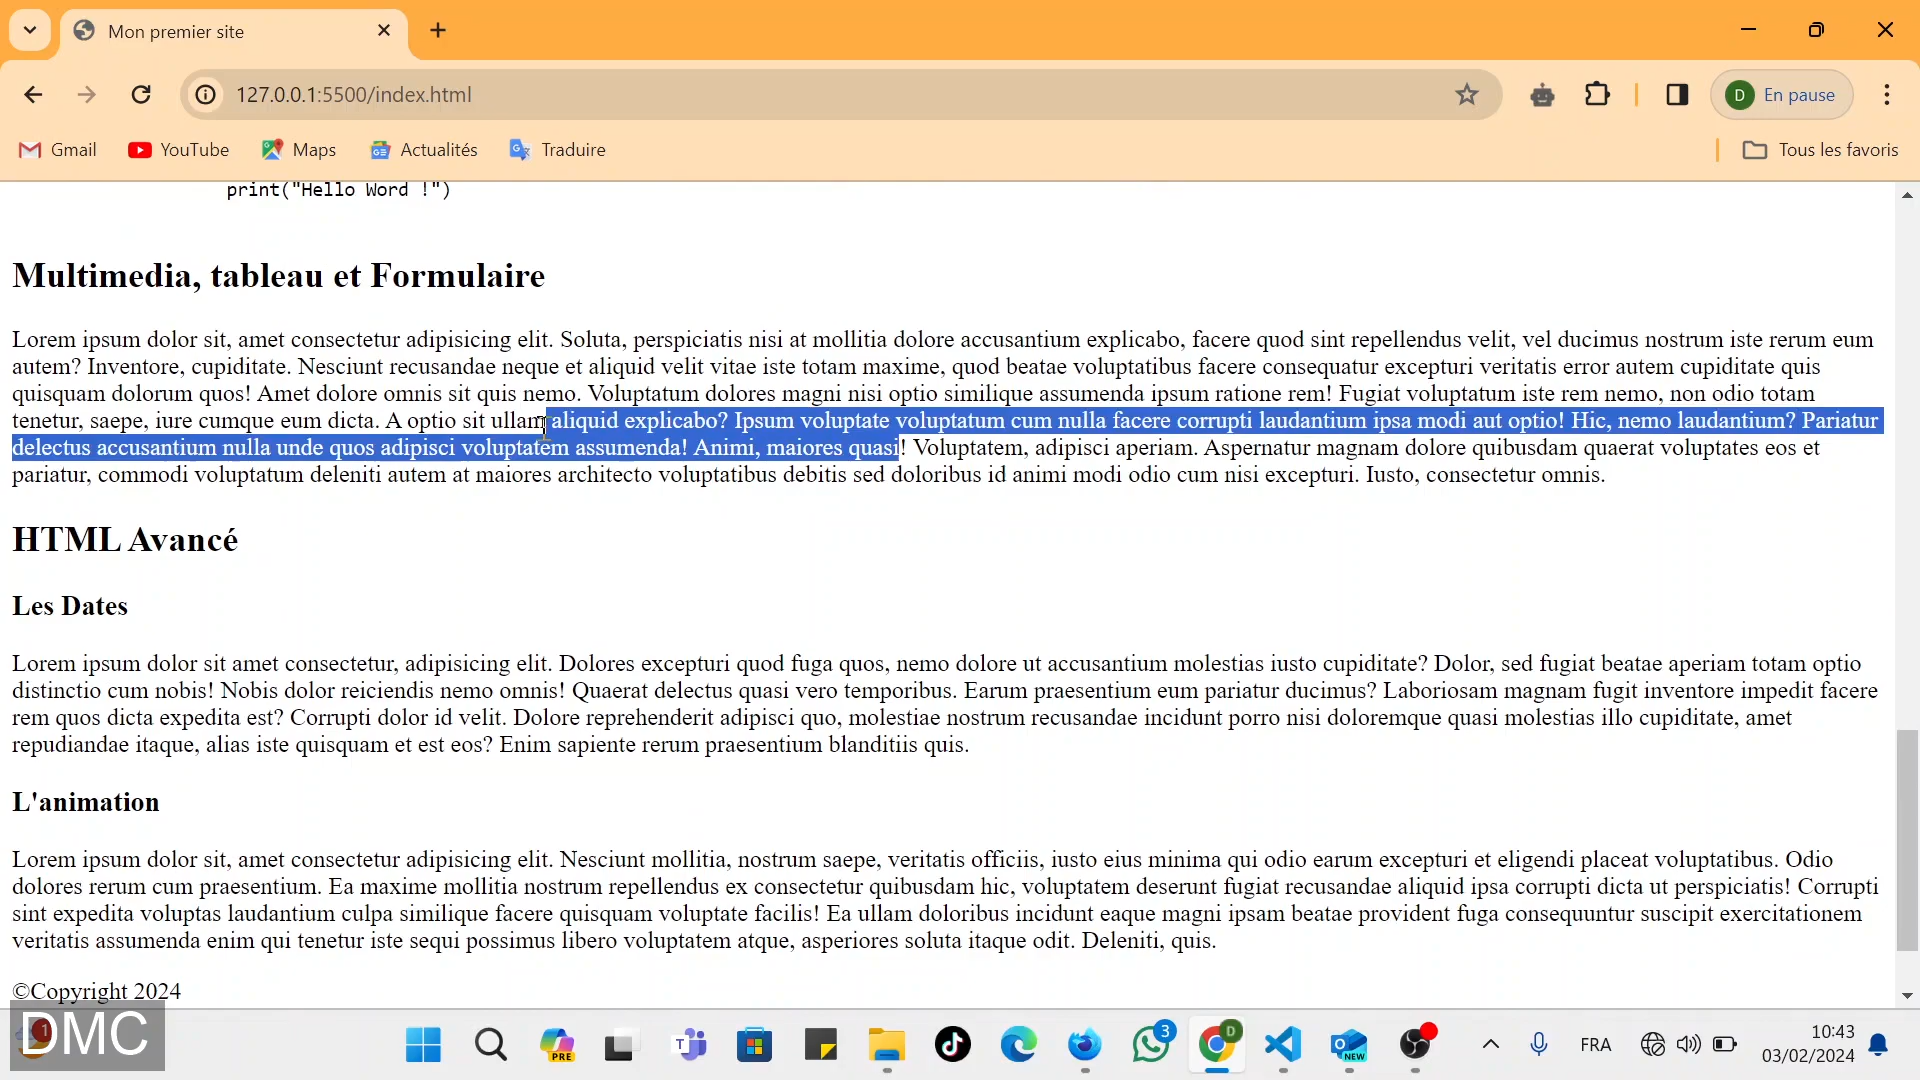 Mon premier site
127.0.0.1:5500/index.html
D En pause
Gmail YouTube Maps Actualités Traduire Tous les favoris
print("Hello Word !")
Multimedia, tableau et Formulaire
Lorem ipsum dolor sit, amet consectetur adipisicing elit. Soluta, perspiciatis nisi at mollitia dolore accusantium explicabo, facere quod sint repellendus velit, vel ducimus nostrum iste rerum eum
autem? Inventore, cupiditate. Nesciunt recusandae neque et aliquid velit vitae iste totam maxime, quod beatae voluptatibus facere consequatur excepturi veritatis error autem cupiditate quis
quisquam dolorum quos! Amet dolore omnis sit quis nemo. Voluptatum dolores magni nisi optio similique assumenda ipsum ratione rem! Fugiat voluptatum iste rem nemo, non odio totam
tenetur, saepe, iure cumque eum dicta. A optio sit ullam aliquid explicabo? Ipsum voluptate voluptatum cum nulla facere corrupti laudantium ipsa modi aut optio! Hic, nemo laudantium? Pariatur
delectus accusantium nulla unde quos adipisci voluptatem assumenda! Animi, maiores quasi! Voluptatem, adipisci aperiam. Aspernatur magnam dolore quibusdam quaerat voluptates eos et
pariatur, commodi voluptatum deleniti autem at maiores architecto voluptatibus debitis sed doloribus id animi modi odio cum nisi excepturi. Iusto, consectetur omnis.
HTML Avancé
Les Dates
Lorem ipsum dolor sit amet consectetur, adipisicing elit. Dolores excepturi quod fuga quos, nemo dolore ut accusantium molestias iusto cupiditate? Dolor, sed fugiat beatae aperiam totam optio
distinctio cum nobis! Nobis dolor reiciendis nemo omnis! Quaerat delectus quasi vero temporibus. Earum praesentium eum pariatur ducimus? Laboriosam magnam fugit inventore impedit facere
rem quos dicta expedita est? Corrupti dolor id velit. Dolore reprehenderit adipisci quo, molestiae nostrum recusandae incidunt porro nisi doloremque quasi molestias illo cupiditate, amet
repudiandae itaque, alias iste quisquam et est eos? Enim sapiente rerum praesentium blanditiis quis.
L'animation
Lorem ipsum dolor sit, amet consectetur adipisicing elit. Nesciunt mollitia, nostrum saepe, veritatis officiis, iusto eius minima qui odio earum excepturi et eligendi placeat voluptatibus. Odio
dolores rerum cum praesentium. Ea maxime mollitia nostrum repellendus ex consectetur quibusdam hic, voluptatem deserunt fugiat recusandae aliquid ipsa corrupti dicta ut perspiciatis! Corrupti
sint expedita voluptas laudantium culpa similique facere quisquam voluptate facilis! Ea ullam doloribus incidunt eaque magni ipsam beatae provident fuga consequuntur suscipit exercitationem
veritatis assumenda enim qui tenetur iste sequi possimus libero voluptatem atque, asperiores soluta itaque odit. Deleniti, quis.
©Copyright 2024
DMC 1
PRE
3
D
NEW
FRA
10:43
03/02/2024